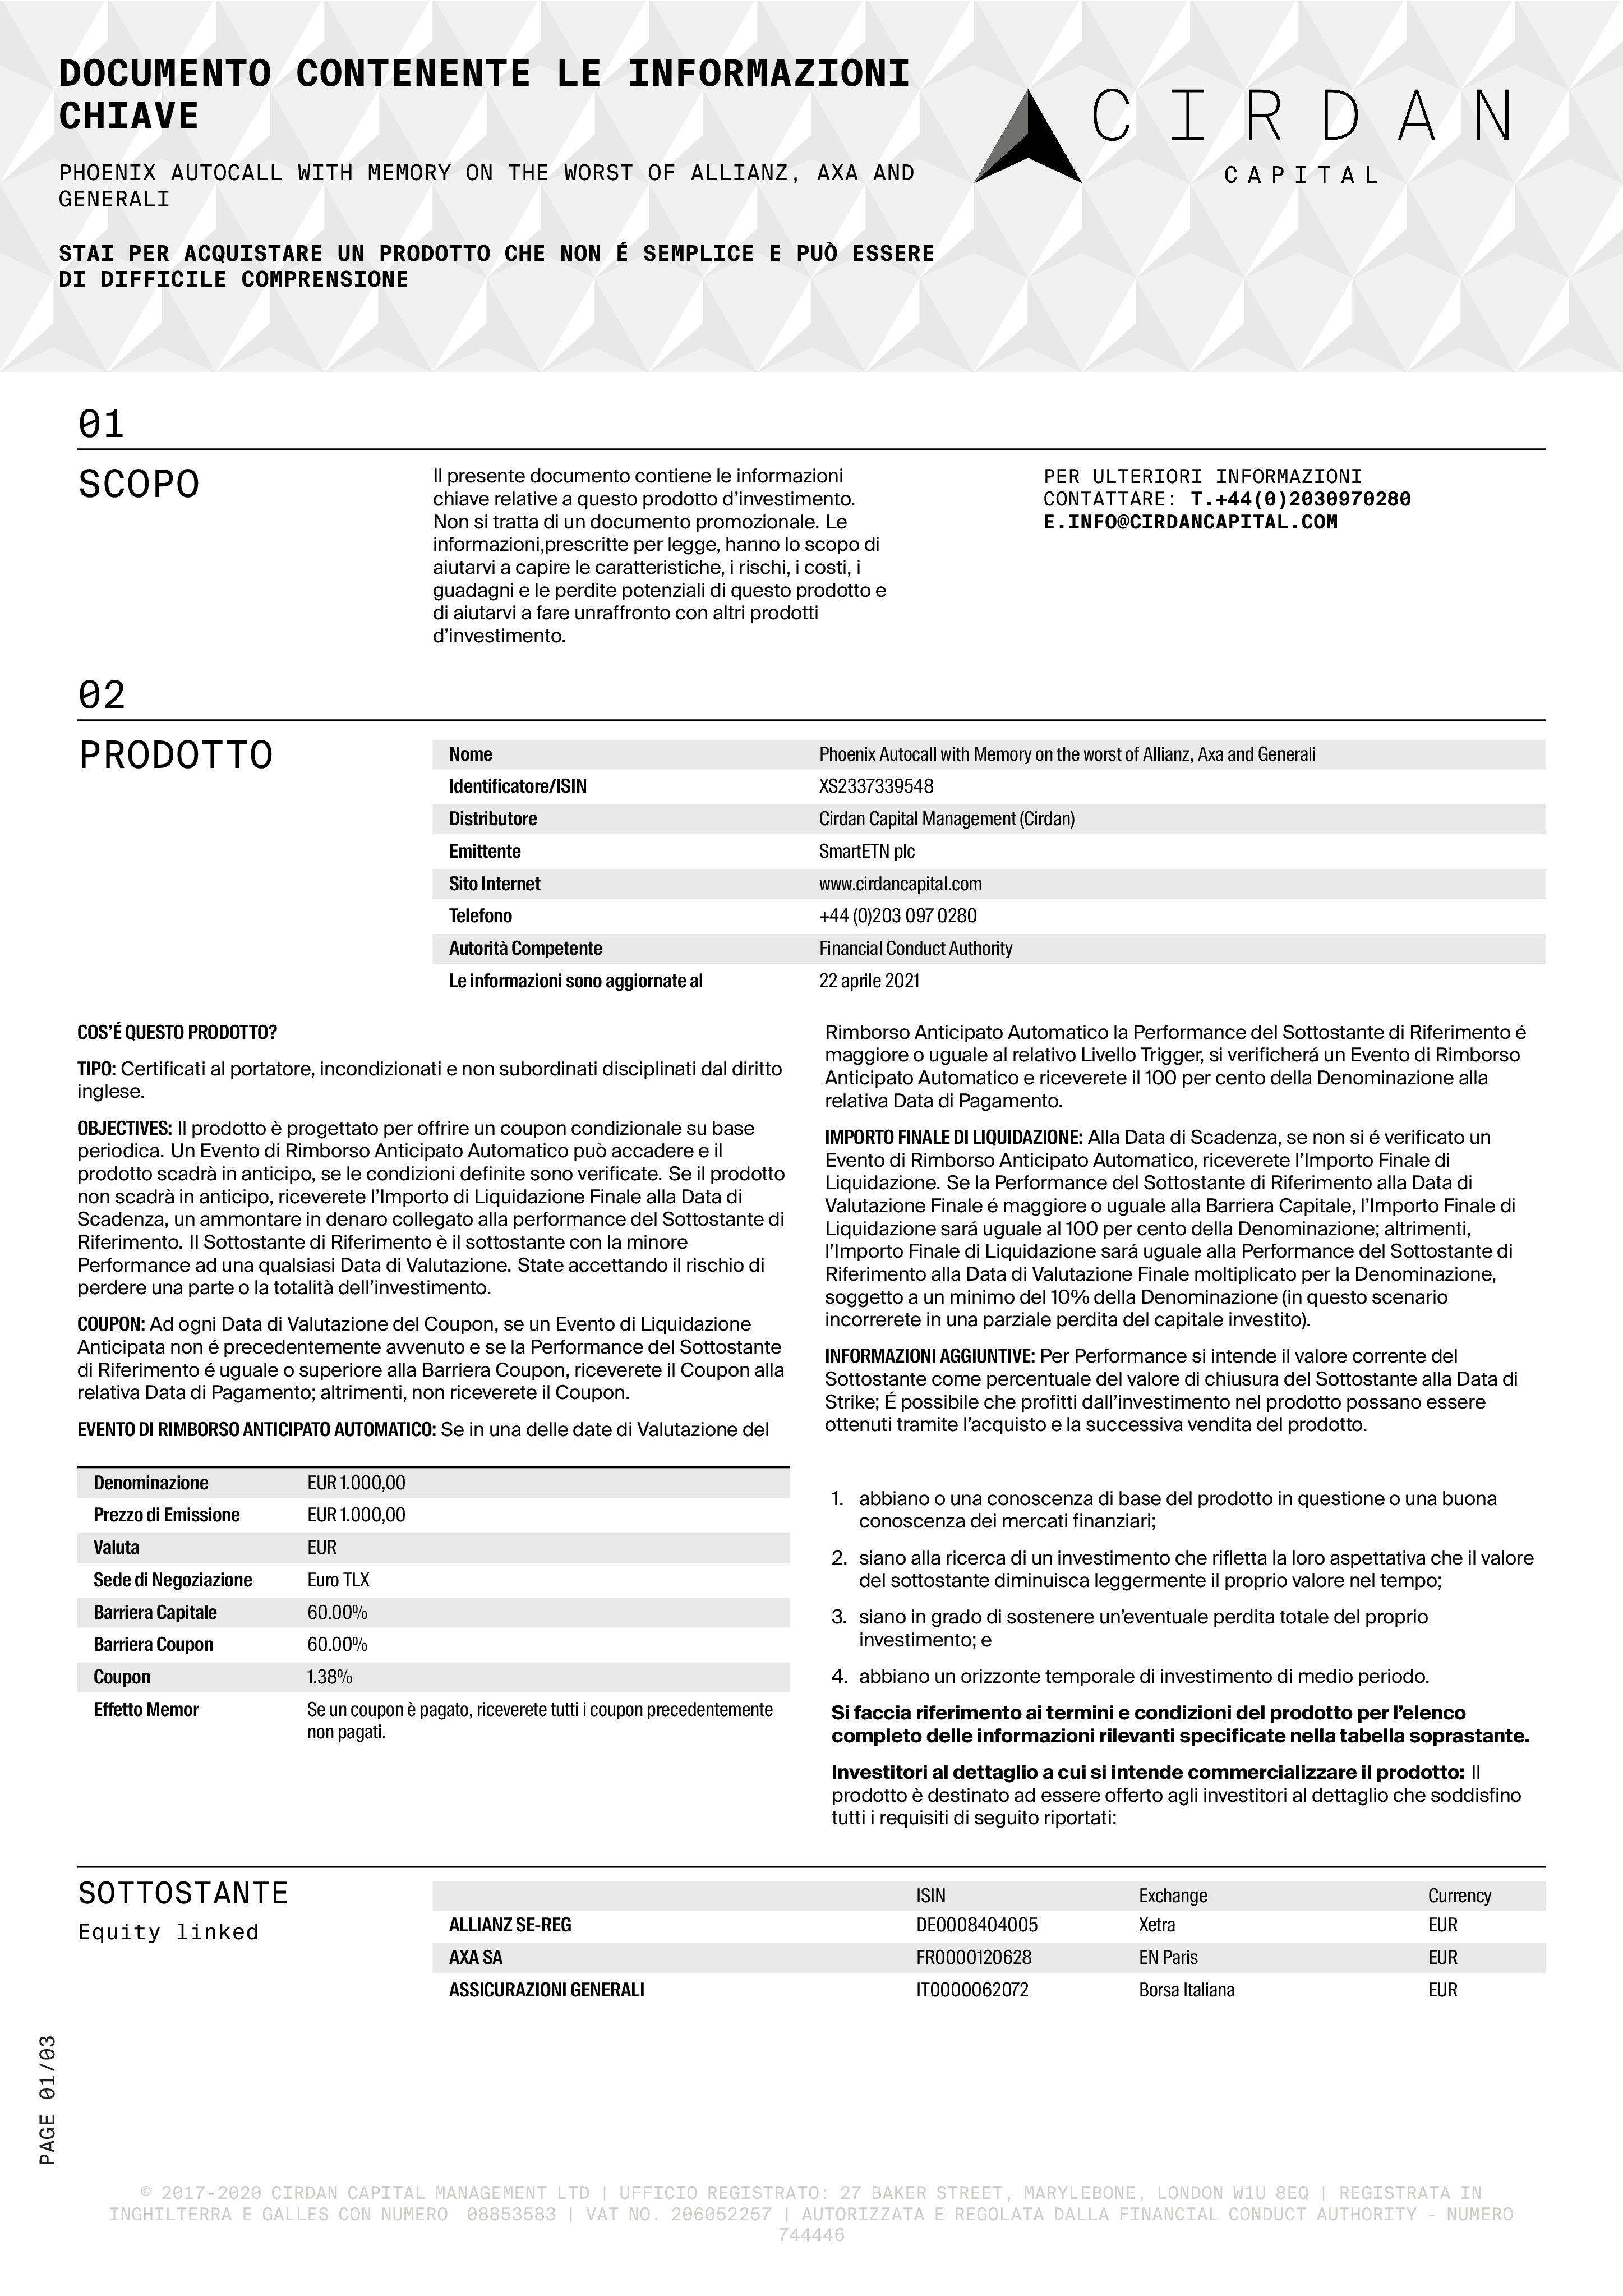 DOCUMENTO CONTENENTE LE INFORMAZIONI
CHIAVE
PHOENIX AUTOCALL WITH MEMORY ON THE WORST OF ALLIANZ, AXA AND
GENERALI
STAI PER ACQUISTARE UN PRODOTTO CHE NON É SEMPLICE E PUÒ ESSERE
DI DIFFICILE COMPRENSIONE
CIRDAN
CAPITAL
01
SCOPO
Il presente documento contiene le informazioni
chiave relative a questo prodotto d'investimento.
Non si tratta di un documento promozionale. Le
informazioni,prescritte per legge, hanno lo scopo di
aiutarvi a capire le caratteristiche, i rischi, i costi, i
guadagni e le perdite potenziali di questo prodotto e
di aiutarvi a fare unraffronto con altri prodotti
d'investimento.
PER ULTERIORI INFORMAZIONI
CONTATTARE: T.+44(0)2030970280
E.INFO@CIRDANCAPITAL.COM
02
PRODOTTO
Nome Phoenix Autocall with Memory on the worst of Allianz, Axa and Generali
Identificatore/ISIN XS2337339548
Distributore Cirdan Capital Management (Cirdan)
Emittente SmartETN plc
Sito Internet www.cirdancapital.com
Telefono +44 (0)203 097 0280
Autorità Competente Financial Conduct Authority
Le informazioni sono aggiornate al 22 aprile 2021
COS'É QUESTO PRODOTTO?
TIPO: Certificati al portatore, incondizionati e non subordinati disciplinati dal diritto
inglese.
OBJECTIVES: Il prodotto è progettato per offrire un coupon condizionale su base
periodica. Un Evento di Rimborso Anticipato Automatico può accadere e il
prodotto scadrà in anticipo, se le condizioni definite sono verificate. Se il prodotto
non scadrà in anticipo, riceverete l'Importo di Liquidazione Finale alla Data di
Scadenza, un ammontare in denaro collegato alla performance del Sottostante di
Riferimento. Il Sottostante di Riferimento è il sottostante con la minore
Performance ad una qualsiasi Data di Valutazione. State accettando il rischio di
perdere una parte o la totalità dell'investimento.
COUPON: Ad ogni Data di Valutazione del Coupon, se un Evento di Liquidazione
Anticipata non é precedentemente avvenuto e se la Performance del Sottostante
di Riferimento é uguale o superiore alla Barriera Coupon, riceverete il Coupon alla
relativa Data di Pagamento; altrimenti, non riceverete il Coupon.
EVENTO DI RIMBORSO ANTICIPATO AUTOMATICO: Se in una delle date di Valutazione del
Rimborso Anticipato Automatico la Performance del Sottostante di Riferimento é
maggiore o uguale al relativo Livello Trigger, si verificherá un Evento di Rimborso
Anticipato Automatico e riceverete il 100 per cento della Denominazione alla
relativa Data di Pagamento.
IMPORTO FINALE DI LIQUIDAZIONE: Alla Data di Scadenza, se non si é verificato un
Evento di Rimborso Anticipato Automatico, riceverete l'Importo Finale di
Liquidazione. Se la Performance del Sottostante di Riferimento alla Data di
Valutazione Finale é maggiore o uguale alla Barriera Capitale, l'Importo Finale di
Liquidazione sará uguale al 100 per cento della Denominazione; altrimenti,
l'Importo Finale di Liquidazione sará uguale alla Performance del Sottostante di
Riferimento alla Data di Valutazione Finale moltiplicato per la Denominazione,
soggetto a un minimo del 10% della Denominazione (in questo scenario
incorrerete in una parziale perdita del capitale investito).
INFORMAZIONI AGGIUNTIVE: Per Performance si intende il valore corrente del
Sottostante come percentuale del valore di chiusura del Sottostante alla Data di
Strike; É possibile che profitti dall'investimento nel prodotto possano essere
ottenuti tramite l'acquisto e la successiva vendita del prodotto.
Denominazione EUR 1.000,00
Prezzo di Emissione EUR 1.000,00
Valuta EUR
Sede di Negoziazione Euro TLX
Barriera Capitale 60.00%
Barriera Coupon 60.00%
Coupon 1.38%
Effetto Memor Se un coupon è pagato, riceverete tutti i coupon precedentemente
non pagati.
1. abbiano o una conoscenza di base del prodotto in questione o una buona
conoscenza dei mercati finanziari;
2. siano alla ricerca di un investimento che rifletta la loro aspettativa che il valore
del sottostante diminuisca leggermente il proprio valore nel tempo;
3. siano in grado di sostenere un'eventuale perdita totale del proprio
investimento; e
4. abbiano un orizzonte temporale di investimento di medio periodo.
Si faccia riferimento ai termini e condizioni del prodotto per l'elenco
completo delle informazioni rilevanti specificate nella tabella soprastante.
Investitori al dettaglio a cui si intende commercializzare il prodotto: Il
prodotto è destinato ad essere offerto agli investitori al dettaglio che soddisfino
tutti i requisiti di seguito riportati:
SOTTOSTANTE
Equity linked
ISIN Exchange Currency
ALLIANZ SE-REG DE0008404005 Xetra EUR
AXA SA FR0000120628 EN Paris EUR
ASSICURAZIONI GENERALI IT0000062072 Borsa Italiana EUR
PAGE 01/03
© 2017-2020 CIRDAN CAPITAL MANAGEMENT LTD | UFFICIO REGISTRATO: 27 BAKER STREET, MARYLEBONE, LONDON W1U 8EQ | REGISTRATA IN
INGHILTERRA E GALLES CON NUMERO 08853583 | VAT NO. 206052257 | AUTORIZZATA E REGOLATA DALLA FINANCIAL CONDUCT AUTHORITY - NUMERO
744446